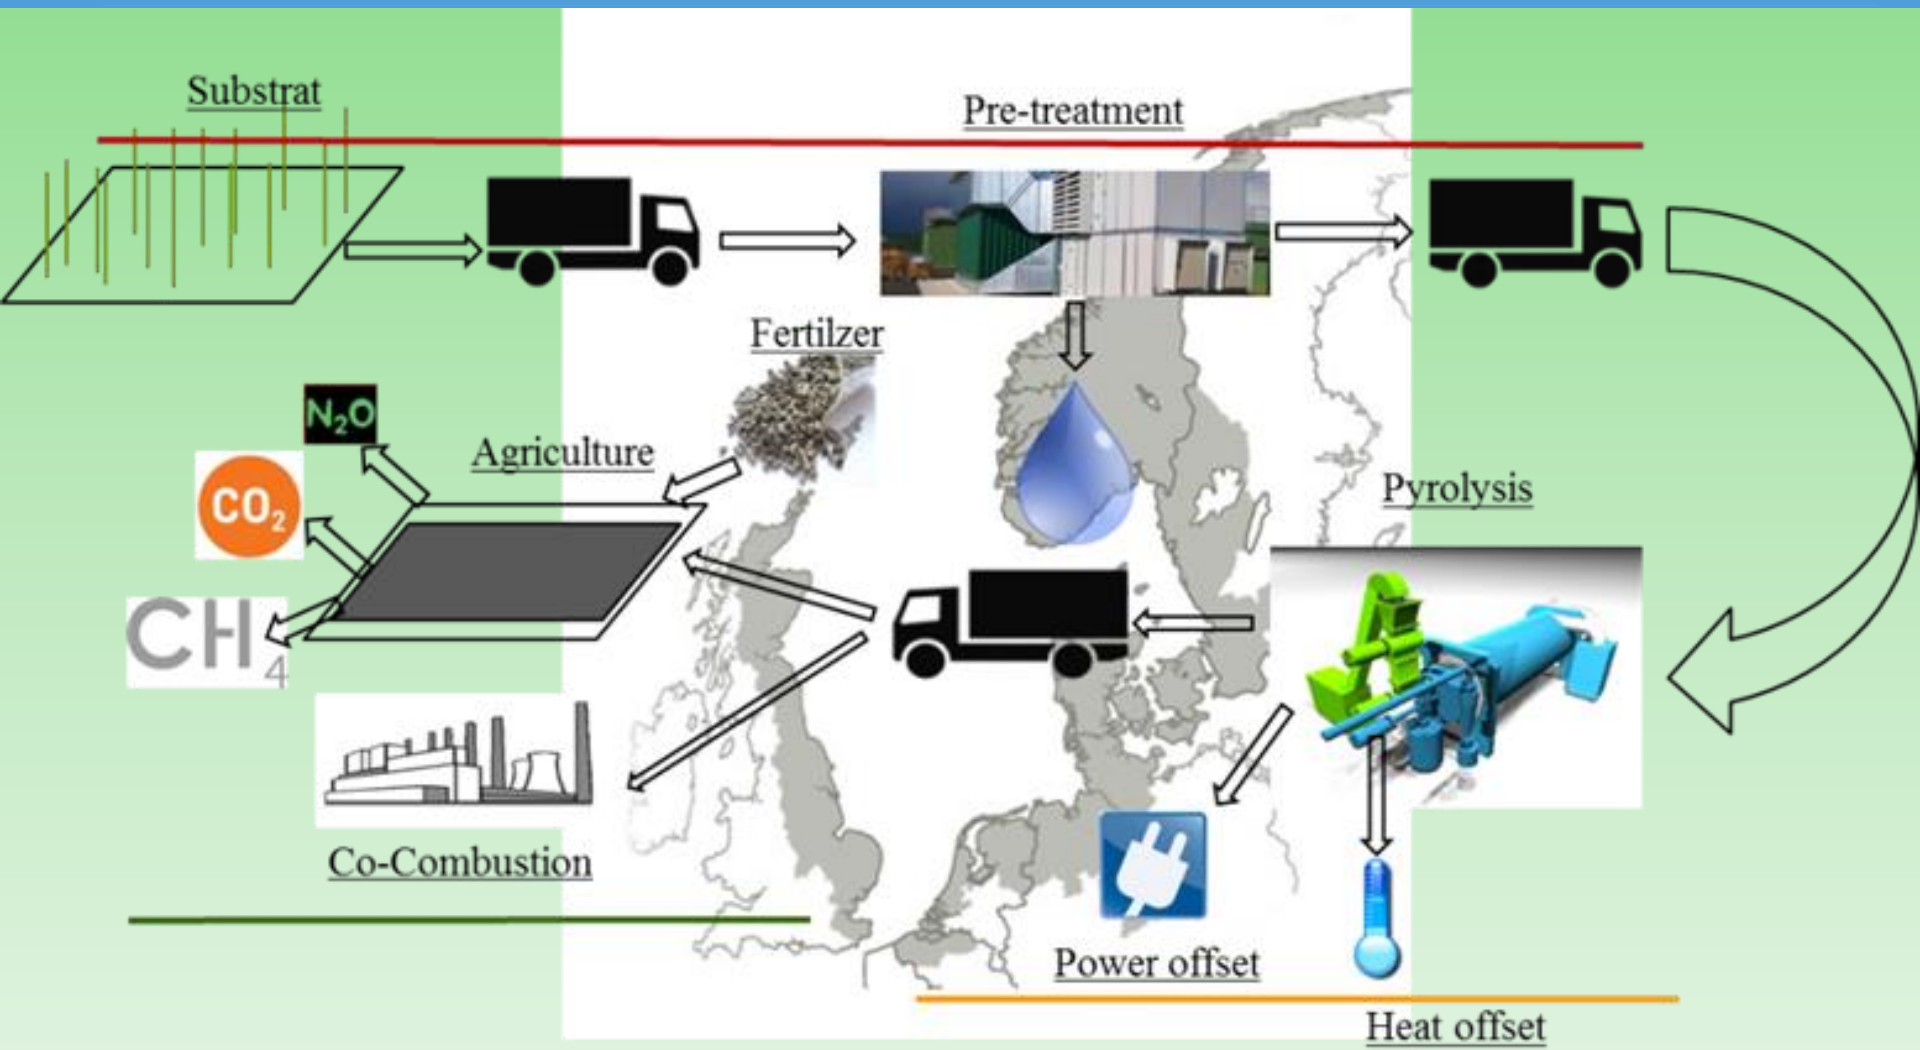 Substrat
Pre-treatment
Fertilzer
N₂O
Agriculture
CO₂
Pyrolysis
CH₄
Co-Combustion
Power offset
Heat offset